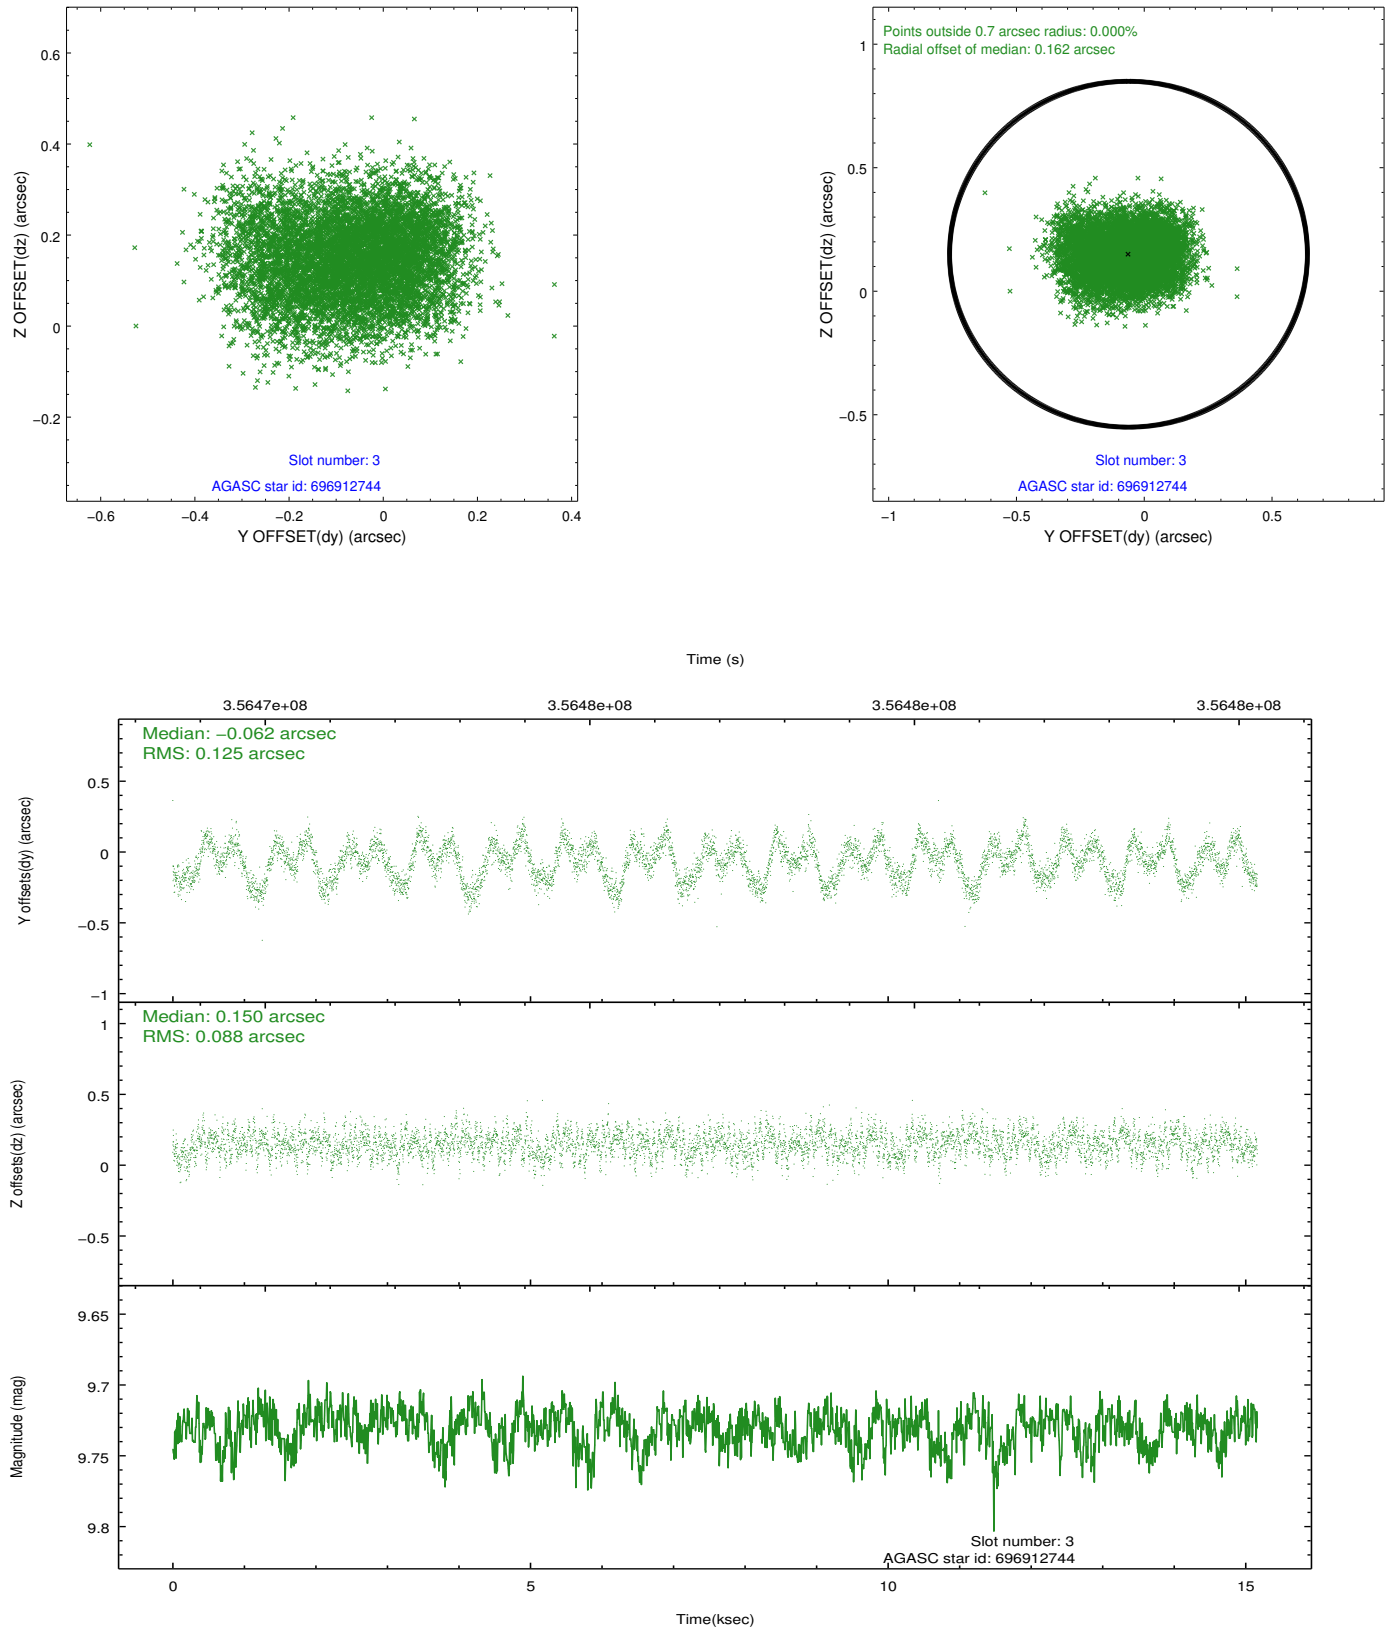 0.6
0.4
0.2
0
−0.2
Z OFFSET(dz) (arcsec)
Slot number: 3
AGASC star id: 696912744
−0.6
−0.4
−0.2
0
0.2
0.4
Y OFFSET(dy) (arcsec)
Points outside 0.7 arcsec radius: 0.000%
Radial offset of median: 0.162 arcsec
1
0.5
0
−0.5
Z OFFSET(dz) (arcsec)
Slot number: 3
AGASC star id: 696912744
−1
−0.5
0
0.5
Y OFFSET(dy) (arcsec)
Time (s)
3.5647e+08
3.5648e+08
3.5648e+08
3.5648e+08
Median: −0.062 arcsec
RMS: 0.125 arcsec
0.5
0
−0.5
−1
Y offsets(dy) (arcsec)
Median: 0.150 arcsec
RMS: 0.088 arcsec
1
0.5
0
−0.5
Z offsets(dz) (arcsec)
9.65
9.7
9.75
9.8
Magnitude (mag)
Slot number: 3
AGASC star id: 696912744
0
5
10
15
Time(ksec)